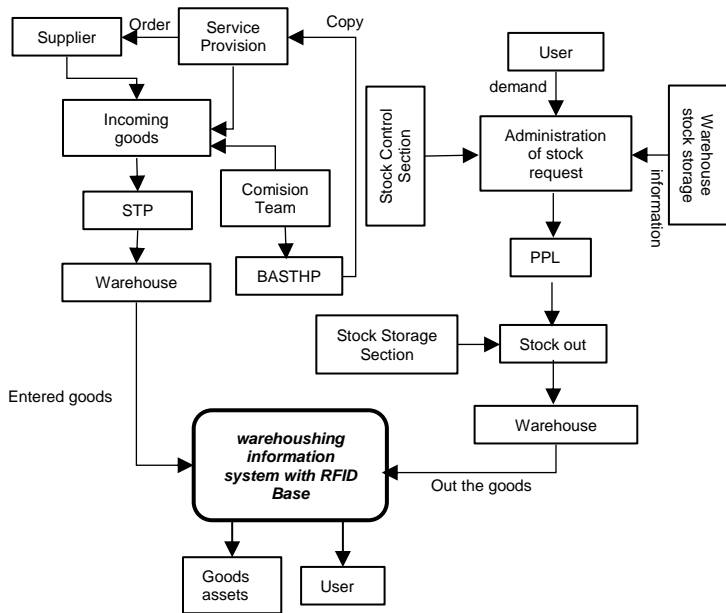 Supplier
Order
Service
Provision
Copy
Incoming
goods
STP
Comision
Team
Warehouse
BASTHP
Entered goods
User
demand
Stock Control
Section
Administration
of stock
request
Warehouse
stock storage
information
PPL
Stock Storage
Section
Stock out
Warehouse
Out the goods
warehoushing
information
system with RFID
Base
Goods
assets
User